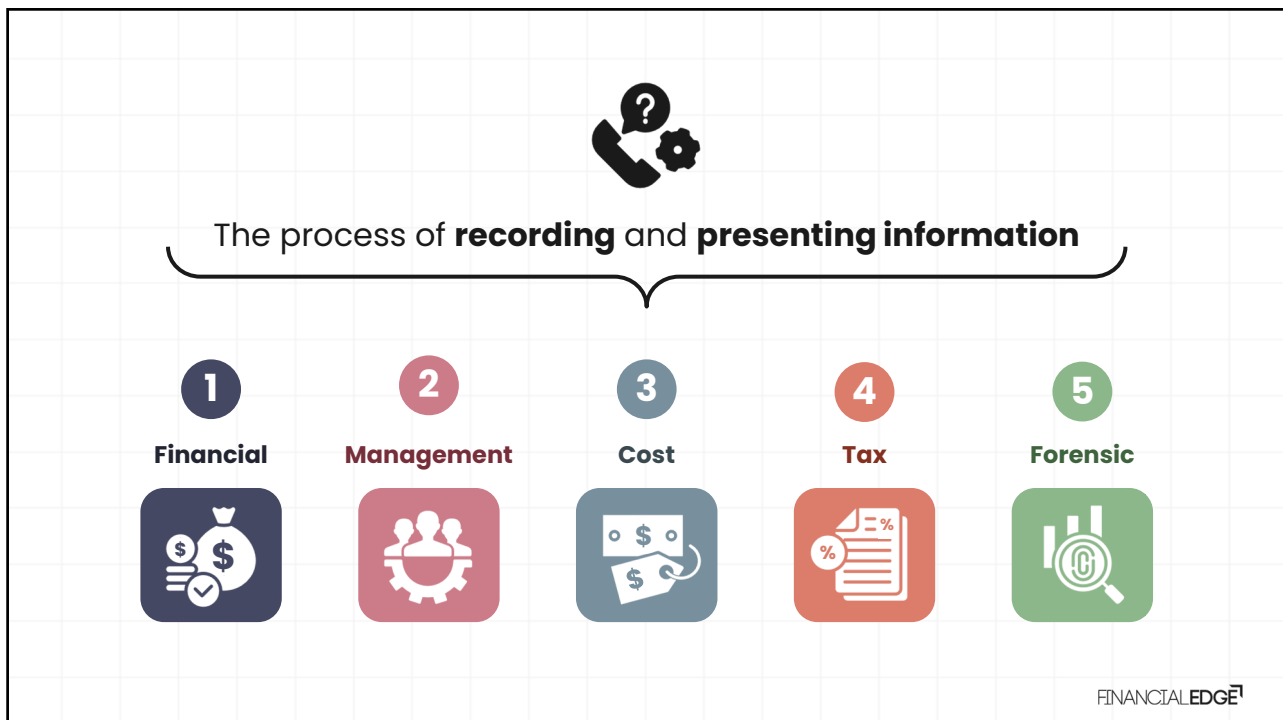 ?
The process of recording and presenting information
1
2
3
4
5
Financial
Management
Cost
Tax
Forensic
$
$
$
$
%
%
FINANCIALEDGE